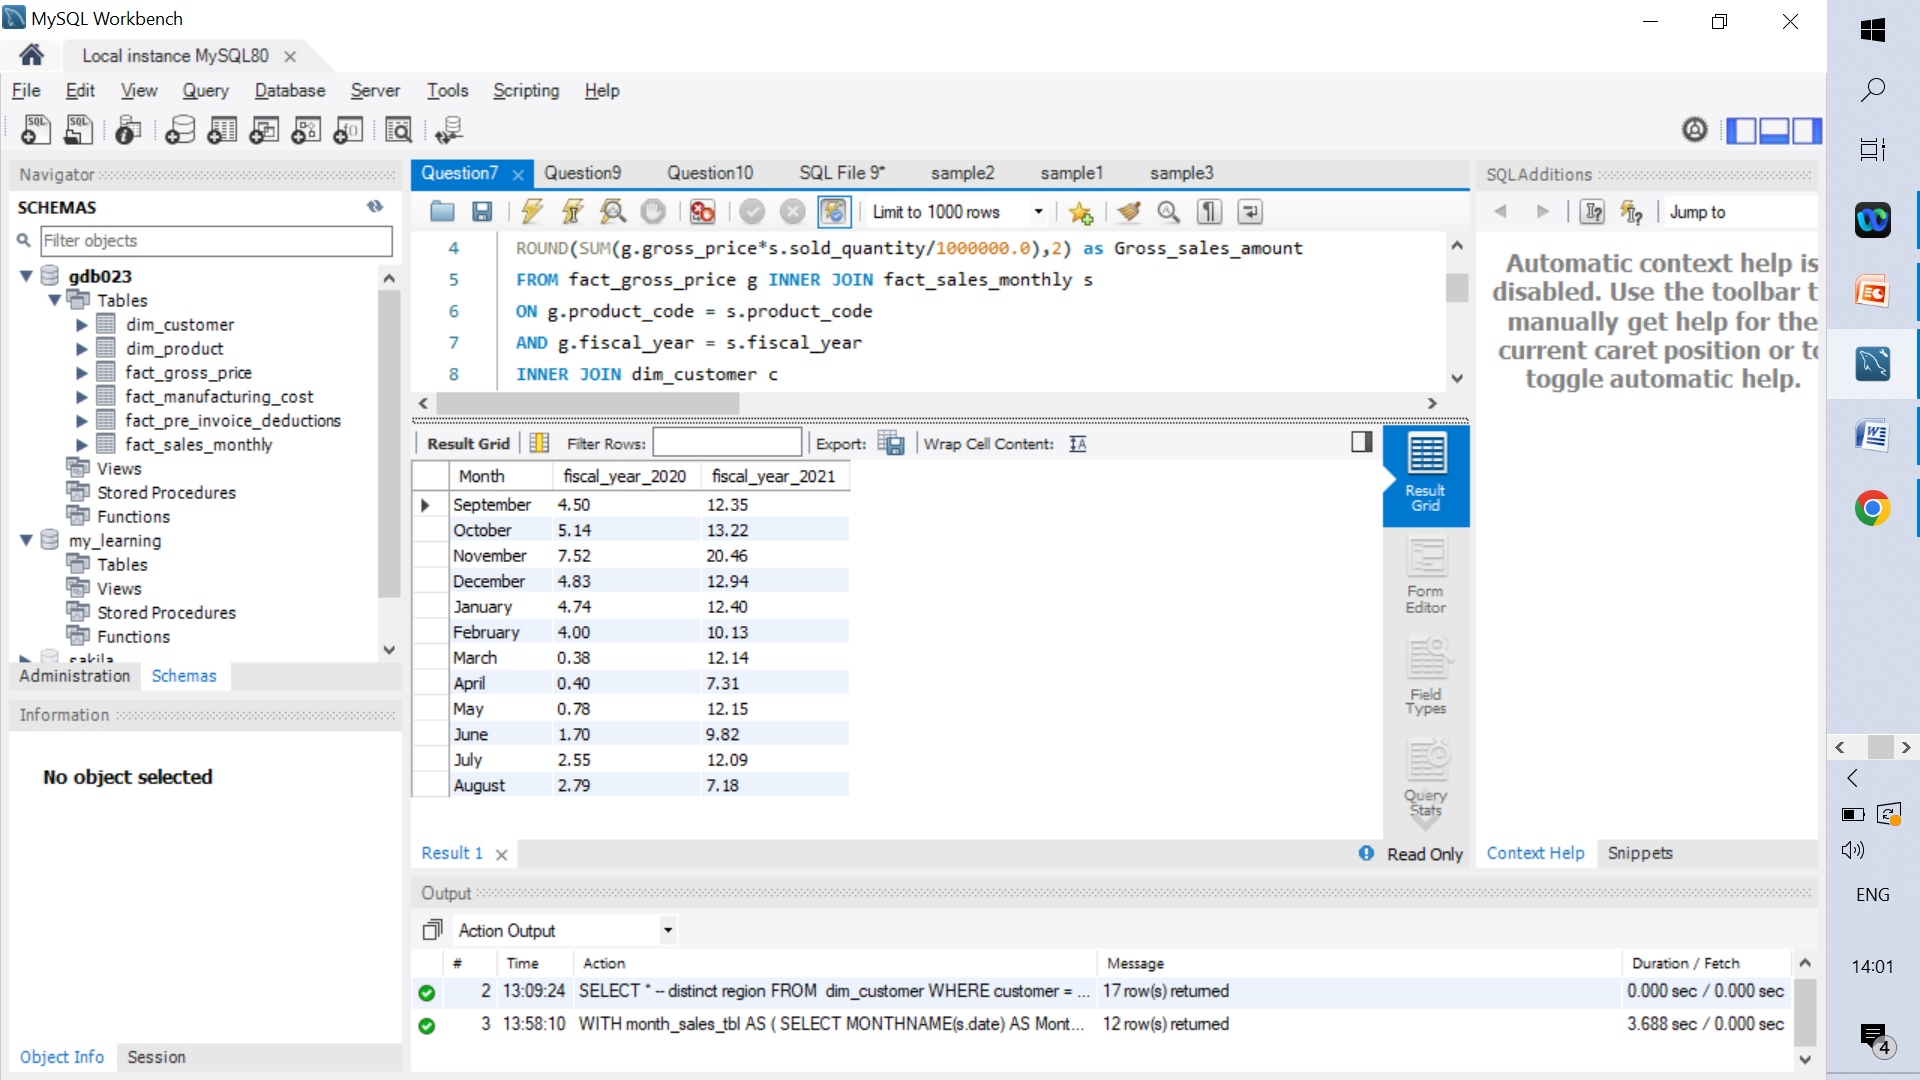 MySQL Workbench
Local instance MySQL80
File Edit View Query Database Server Tools Scripting Help
Navigator
SCHEMAS
Filter objects
gdb023
Tables
dim_customer
dim_product
fact_gross_price
fact_manufacturing_cost
fact_pre_invoice_deductions
fact_sales_monthly
Views
Stored Procedures
Functions
my_learning
Tables
Views
Stored Procedures
Functions
sakila
Administration Schemas
Information
No object selected
Object Info Session
Question7 Question9 Question10 SQL File 9* sample2 sample1 sample3
Limit to 1000 rows
4 ROUND(SUM(g.gross_price*s.sold_quantity/1000000.0),2) as Gross_sales_amount
5 FROM fact_gross_price g INNER JOIN fact_sales_monthly s
6 ON g.product_code = s.product_code
7 AND g.fiscal_year = s.fiscal_year
8 INNER JOIN dim_customer c
Result Grid Filter Rows: Export: Wrap Cell Content:
Month fiscal_year_2020 fiscal_year_2021
September 4.50 12.35
October 5.14 13.22
November 7.52 20.46
December 4.83 12.94
January 4.74 12.40
February 4.00 10.13
March 0.38 12.14
April 0.40 7.31
May 0.78 12.15
June 1.70 9.82
July 2.55 12.09
August 2.79 7.18
Result
Grid
Form
Editor
Field
Types
Query
Stats
Result 1
Read Only
Output
Action Output
# Time Action Message Duration / Fetch
2 13:09:24 SELECT * -- distinct region FROM dim_customer WHERE customer = ... 17 row(s) returned 0.000 sec / 0.000 sec
3 13:58:10 WITH month_sales_tbl AS ( SELECT MONTHNAME(s.date) AS Mont... 12 row(s) returned 3.688 sec / 0.000 sec
SQLAdditions
Jump to
Automatic context help is
disabled. Use the toolbar t
manually get help for the
current caret position or to
toggle automatic help.
Context Help Snippets
ENG
14:01
4